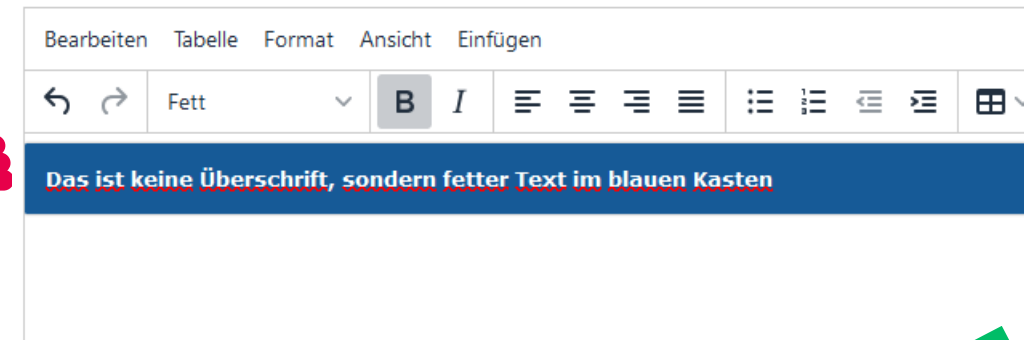 Bearbeiten Tabelle Format Ansicht Einfügen
Fett B I
Das ist keine Überschrift, sondern fetter Text im blauen Kasten